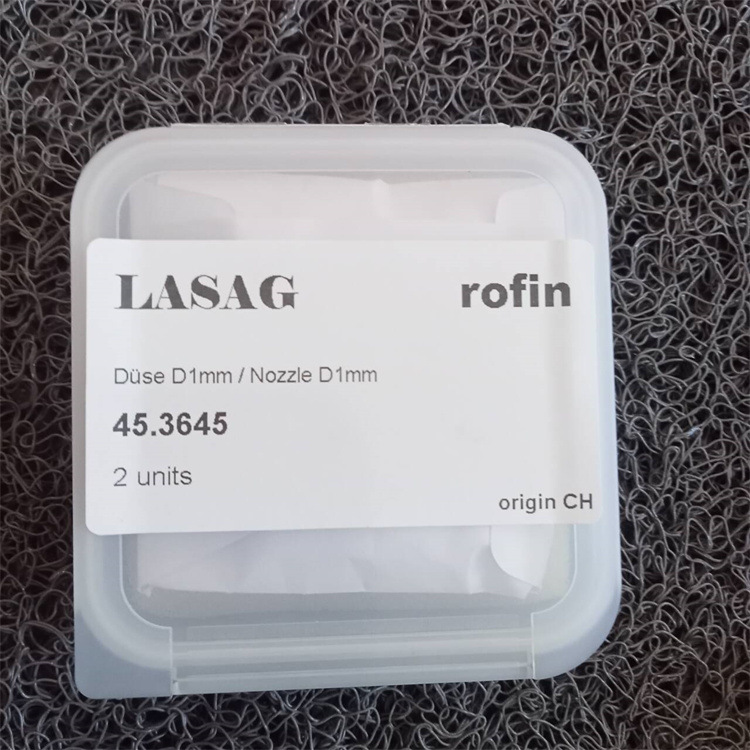 LASAG rofin
Düse D1mm / Nozzle D1mm
45.3645
2 units
origin CH